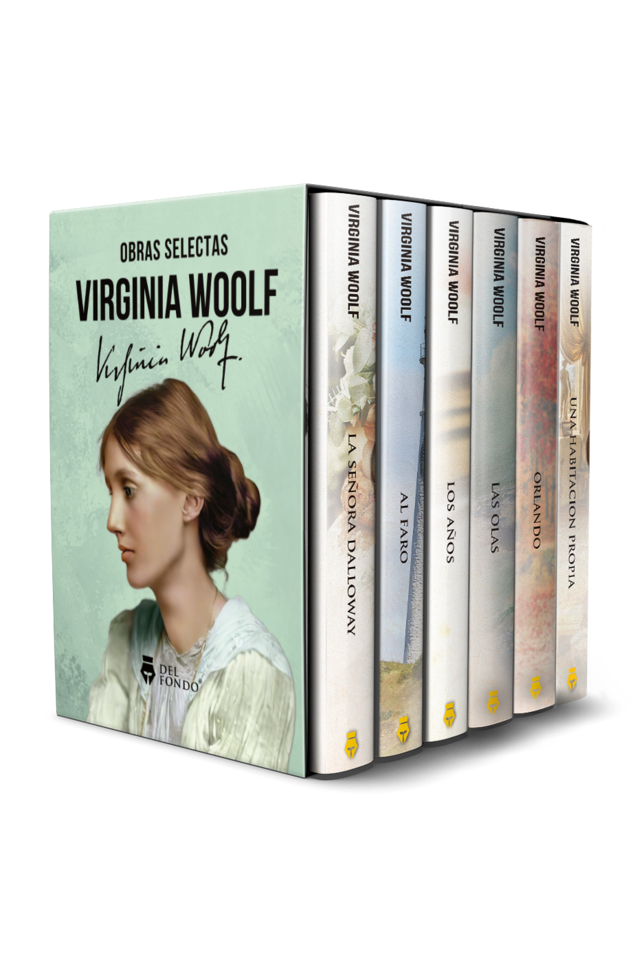 OBRAS SELECTAS
VIRGINIA WOOLF
Virginia Woolf.
DEL
FONDO
VIRGINIA WOOLF
LA SEÑORA DALLOWAY
VIRGINIA WOOLF
AL FARO
VIRGINIA WOOLF
LOS AÑOS
VIRGINIA WOOLF
LAS OLAS
VIRGINIA WOOLF
ORLANDO
VIRGINIA WOOLF
UNA HABITACION PROPIA